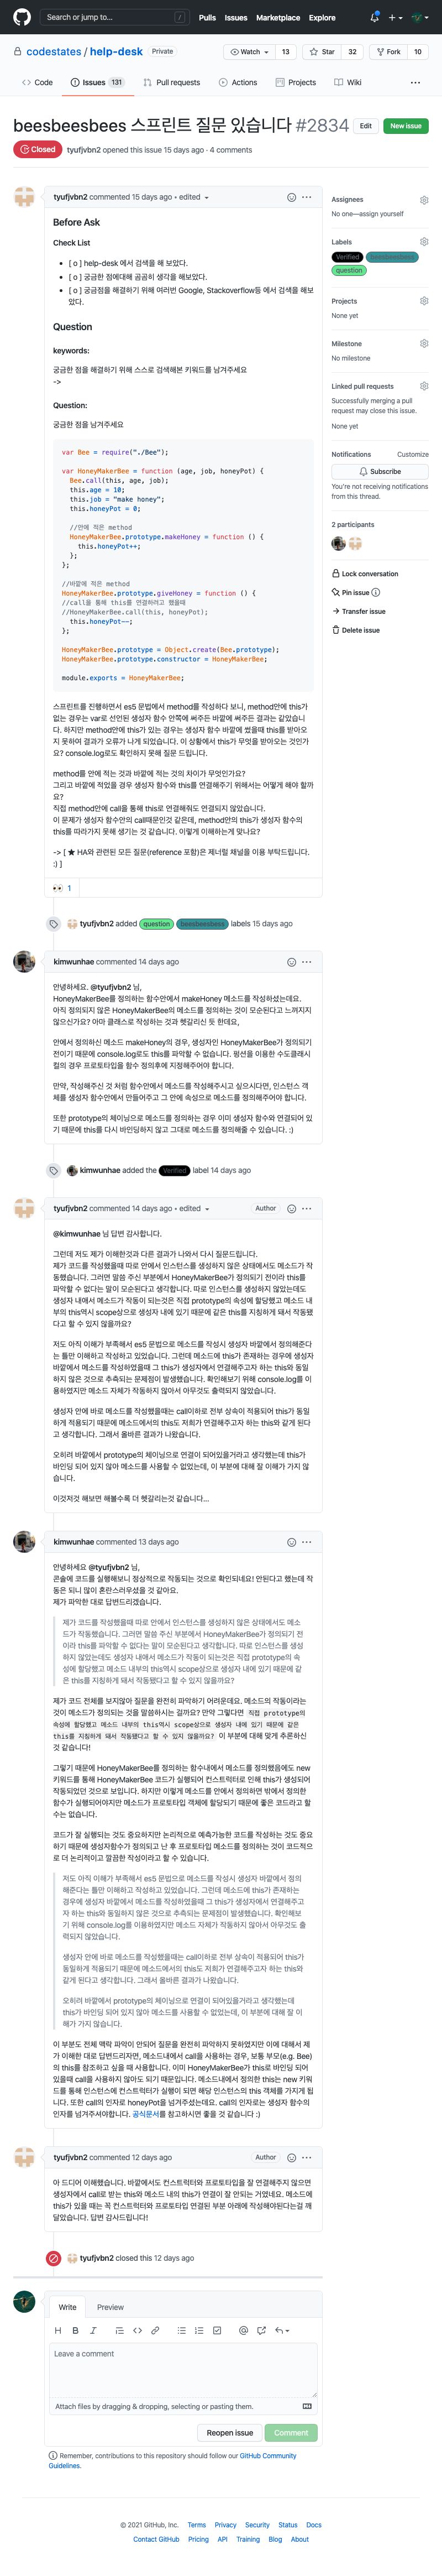 Search or jump to...
/
Pulls Issues Marketplace Explore
codestates / help-desk Private
Watch 13 Star 32 Fork 10
Code Issues 131 Pull requests Actions Projects Wiki
beesbeesbees 스프린트 질문 있습니다 #2834
Edit New issue
Closed tyufjvbn2 opened this issue 15 days ago · 4 comments
tyufjvbn2 commented 15 days ago • edited
Before Ask
Check List
• [ o ] help-desk 에서 검색을 해 보았다.
• [ o ] 궁금한 점에대해 곰곰히 생각을 해보았다.
• [ o ] 궁금점을 해결하기 위해 여러번 Google, Stackoverflow등 에서 검색을 해보
았다.
Question
keywords:
궁금한 점을 해결하기 위해 스스로 검색해본 키워드를 남겨주세요
->
Question:
궁금한 점을 남겨주세요
var Bee = require("./Bee");
var HoneyMakerBee = function (age, job, honeyPot) {
Bee.call(this, age, job);
this.age = 10;
this.job = "make honey";
this.honeyPot = 0;
//안에 적은 method
HoneyMakerBee.prototype.makeHoney = function () {
this.honeyPot++;
};
};
//바깥에 적은 method
HoneyMakerBee.prototype.giveHoney = function () {
//call을 통해 this를 연결하려고 했을때
//HoneyMakerBee.call(this, honeyPot);
this.honeyPot--;
};
HoneyMakerBee.prototype = Object.create(Bee.prototype);
HoneyMakerBee.prototype.constructor = HoneyMakerBee;
module.exports = HoneyMakerBee;
스프린트를 진행하면서 es5 문법에서 method를 작성하다 보니, method안에 this가
없는 경우는 var로 선언된 생성자 함수 안쪽에 써주든 바깥에 써주든 결과는 같았습니
다. 하지만 method안에 this가 있는 경우는 생성자 함수 바깥에 썼을때 this를 받아오
지 못하여 결과가 오류가 나게 되었습니다. 이 상황에서 this가 무엇을 받아오는 것인가
요? console.log로도 확인하지 못해 질문 드립니다.
method를 안에 적는 것과 바깥에 적는 것의 차이가 무엇인가요?
그리고 바깥에 적었을 경우 생성자 함수와 this를 연결해주기 위해서는 어떻게 해야 할까
요?
직접 method안에 call을 통해 this로 연결해줘도 연결되지 않았습니다.
이 문제가 생성자 함수안의 call때문인것 같은데, method안의 this가 생성자 함수의
this를 따라가지 못해 생기는 것 같습니다. 이렇게 이해하는게 맞나요?
-> [ ★ HA와 관련된 모든 질문(reference 포함)은 제너럴 채널을 이용 부탁드립니다.
:) ]
👀 1
tyufjvbn2 added question beesbeesbees labels 15 days ago
kimwunhae commented 14 days ago
안녕하세요. @tyufjvbn2 님,
HoneyMakerBee를 정의하는 함수안에서 makeHoney 메소드를 작성하셨는데요.
아직 정의되지 않은 HoneyMakerBee의 메소드를 정의하는 것이 모순된다고 느껴지지
않으신가요? 아마 클래스로 작성하는 것과 헷갈리신 듯 한데요,
안에서 정의하신 메소드 makeHoney의 경우, 생성자인 HoneyMakerBee가 정의되기
전이기 때문에 console.log로도 this를 파악할 수 없습니다. 펑션을 이용한 수도클래시
컬의 경우 프로토타입을 함수 정의후에 지정해주어야 합니다.
만약, 작성해주신 것 처럼 함수안에서 메소드를 작성해주시고 싶으시다면, 인스턴스 객
체를 생성자 함수안에서 만들어주고 그 안에 속성으로 메소드를 정의해주어야 합니다.
또한 prototype의 체이닝으로 메소드를 정의하는 경우 이미 생성자 함수와 연결되어 있
기 때문에 this를 다시 바인딩하지 않고 그대로 메소드를 정의해줄 수 있습니다. :)
kimwunhae added the Verified label 14 days ago
tyufjvbn2 commented 14 days ago • edited Author
@kimwunhae 님 답변 감사합니다.
그런데 저도 제가 이해한것과 다른 결과가 나와서 다시 질문드립니다.
제가 코드를 작성했을때 따로 안에서 인스턴스를 생성하지 않은 상태에서도 메소드가 작
동했습니다. 그러면 말씀 주신 부분에서 HoneyMakerBee가 정의되기 전이라 this를
파악할 수 없다는 말이 모순된다고 생각합니다. 따로 인스턴스를 생성하지 않았는데도
생성자 내에서 메소드가 작동이 되는것은 직접 prototype의 속성에 할당했고 메소드 내
부의 this역시 scope상으로 생성자 내에 있기 때문에 같은 this를 지칭하게 돼서 작동됐
다고 할 수 있지 않을까요?
저도 아직 이해가 부족해서 es5 문법으로 메소드를 작성시 생성자 바깥에서 정의해준다
는 틀만 이해하고 작성하고 있었습니다. 그런데 메소드에 this가 존재하는 경우에 생성자
바깥에서 메소드를 작성하였을때 그 this가 생성자에서 연결해주고자 하는 this와 동일
하지 않은 것으로 추측되는 문제점이 발생했습니다. 확인해보기 위해 console.log를 이
용하였지만 메소드 자체가 작동하지 않아서 아무것도 출력되지 않았습니다.
생성자 안에 바로 메소드를 작성했을때는 call이하로 전부 상속이 적용되어 this가 동일
하게 적용되기 때문에 메소드에서의 this도 저희가 연결해주고자 하는 this와 같게 된다
고 생각합니다. 그래서 올바른 결과가 나왔습니다.
오히려 바깥에서 prototype의 체이닝으로 연결이 되어있을거라고 생각했는데 this가
바인딩 되어 있지 않아 메소드를 사용할 수 없었는데, 이 부분에 대해 잘 이해가 가지 않
습니다.
이것저것 해보면 해볼수록 더 헷갈리는것 같습니다...
kimwunhae commented 13 days ago
안녕하세요 @tyufjvbn2 님,
콘솔에 코드를 실행해보니 정상적으로 작동되는 것으로 확인되네요! 안된다고 했는데 작
동은 되니 많이 혼란스러우셨을 것 같아요.
제가 파악한 대로 답변드리겠습니다.
제가 코드를 작성했을때 따로 안에서 인스턴스를 생성하지 않은 상태에서도 메소
드가 작동했습니다. 그러면 말씀 주신 부분에서 HoneyMakerBee가 정의되기 전
이라 this를 파악할 수 없다는 말이 모순된다고 생각합니다. 따로 인스턴스를 생성
하지 않았는데도 생성자 내에서 메소드가 작동이 되는것은 직접 prototype의 속
성에 할당했고 메소드 내부의 this역시 scope상으로 생성자 내에 있기 때문에 같
은 this를 지칭하게 돼서 작동됐다고 할 수 있지 않을까요?
제가 코드 전체를 보지않아 질문을 완전히 파악하기 어려운데요. 메소드의 작동이라는
것이 메소드가 정의되는 것을 말씀하시는 걸까요? 만약 그렇다면 직접 prototype의
속성에 할당했고 메소드 내부의 this역시 scope상으로 생성자 내에 있기 때문에 같은
this를 지칭하게 돼서 작동됐다고 할 수 있지 않을까요? 이 부분에 대해 맞게 추론하신
것 같습니다!
그렇기 때문에 HoneyMakerBee를 정의하는 함수내에서 메소드를 정의했음에도 new
키워드를 통해 HoneyMakerBee 코드가 실행되어 컨스트럭터로 인해 this가 생성되어
작동되었던 것으로 보입니다. 하지만 이렇게 메소드를 안에서 정의하면 밖에서 정의한
함수가 실행되어야지만 메소드가 프로토타입 객체에 할당되기 때문에 좋은 코드라고 할
수는 없습니다.
코드가 잘 실행되는 것도 중요하지만 논리적으로 예측가능한 코드를 작성하는 것도 중요
하기 때문에 생성자함수가 정의되고 난 후 프로토타입 메소드를 정의하는 것이 코드적으
로 더 논리적이고 깔끔한 작성이라고 할 수 있습니다.
저도 아직 이해가 부족해서 es5 문법으로 메소드를 작성시 생성자 바깥에서 정의
해준다는 틀만 이해하고 작성하고 있었습니다. 그런데 메소드에 this가 존재하는
경우에 생성자 바깥에서 메소드를 작성하였을때 그 this가 생성자에서 연결해주고
자 하는 this와 동일하지 않은 것으로 추측되는 문제점이 발생했습니다. 확인해보
기 위해 console.log를 이용하였지만 메소드 자체가 작동하지 않아서 아무것도 출
력되지 않았습니다.
생성자 안에 바로 메소드를 작성했을때는 call이하로 전부 상속이 적용되어 this가
동일하게 적용되기 때문에 메소드에서의 this도 저희가 연결해주고자 하는 this와
같게 된다고 생각합니다. 그래서 올바른 결과가 나왔습니다.
오히려 바깥에서 prototype의 체이닝으로 연결이 되어있을거라고 생각했는데
this가 바인딩 되어 있지 않아 메소드를 사용할 수 없었는데, 이 부분에 대해 잘 이
해가 가지 않습니다.
이 부분도 전체 맥락 파악이 안되어 질문을 완전히 파악하지 못하였지만 이에 대해서 제
가 이해한 대로 답변드리지면, 메소드내에서 call을 사용하는 경우, 보통 부모(e.g. Bee)
의 this를 참조하고 싶을 때 사용합니다. 이미 HoneyMakerBee가 this로 바인딩 되어
있을때 call을 사용하지 않아도 되기 때문입니다. 메소드내에서 정의한 this는 new 키워
드를 통해 인스턴스에 컨스트럭터가 실행이 되면 해당 인스턴스의 this 객체를 가지게 됩
니다. 또한 call의 인자로 honeyPot을 넘겨주셨는데요. call의 인자로는 생성자 함수의
인자를 넘겨주셔야합니다. 공식문서를 참고하시면 좋을 것 같습니다 :)
tyufjvbn2 commented 12 days ago Author
아 드디어 이해했습니다. 바깥에서도 컨스트럭터와 프로토타입을 잘 연결해주지 않으면
생성자에서 call로 받는 this와 메소드 내의 this가 연결이 잘 안되는 거였네요. 메소드에
this가 있을 때는 꼭 컨스트럭터와 프로토타입 연결된 부분 아래에 작성해야된다는걸 깨
달았습니다. 답변 감사드립니다!
tyufjvbn2 closed this 12 days ago
Write Preview
Leave a comment
Attach files by dragging & dropping, selecting or pasting them.
Reopen issue Comment
Remember, contributions to this repository should follow our GitHub Community
Guidelines.
Assignees
No one—assign yourself
Labels
Verified beesbeesbees
question
Projects
None yet
Milestone
No milestone
Linked pull requests
Successfully merging a pull
request may close this issue.
None yet
Notifications Customize
Subscribe
You're not receiving notifications
from this thread.
2 participants
Lock conversation
Pin issue
Transfer issue
Delete issue
© 2021 GitHub, Inc. Terms Privacy Security Status Docs
Contact GitHub Pricing API Training Blog About